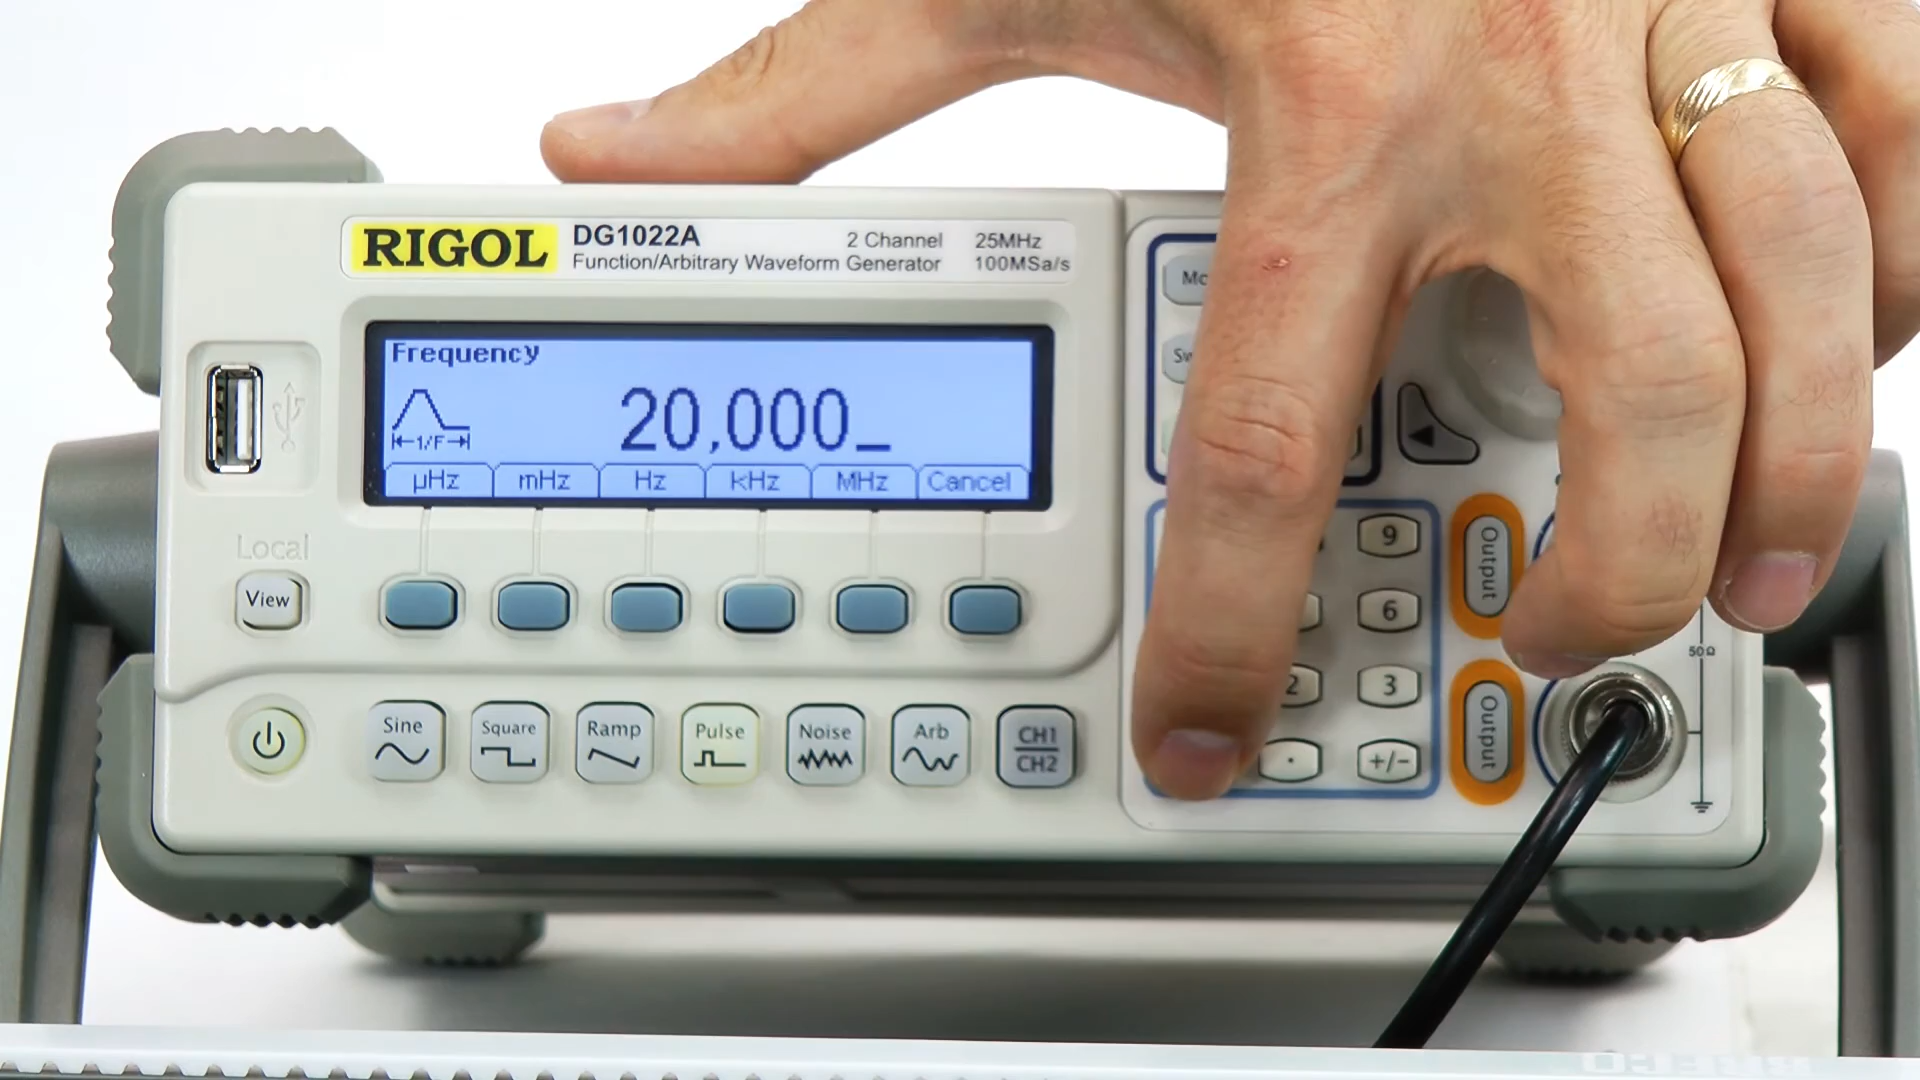 RIGOL DG1022A 2 Channel 25MHz
Function/Arbitrary Waveform Generator 100MSa/s
Frequency
20,000_
1/F
µHz mHz Hz kHz MHz Cancel
Local
View
9
6
2 3
. +/-
Output
Output
50Ω
Sine Square Ramp Pulse Noise Arb CH1
CH2